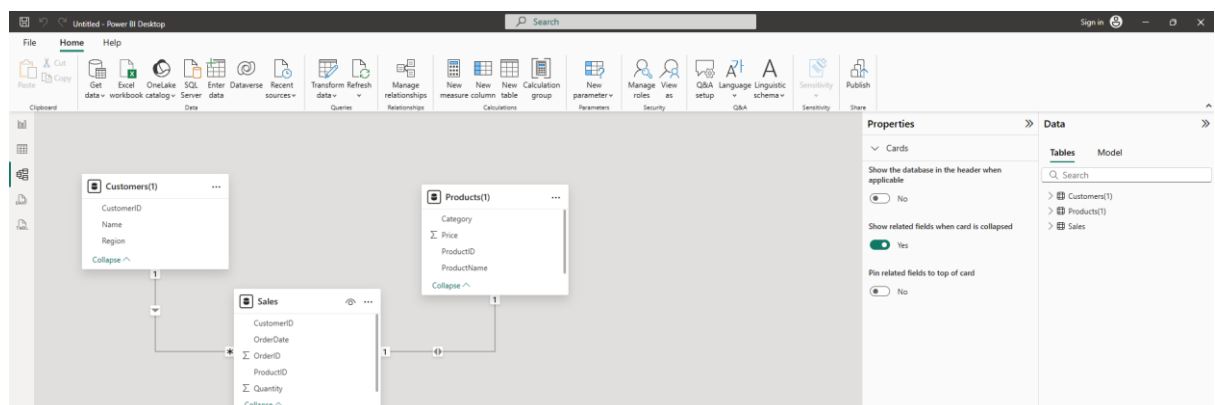 Untitled - Power BI Desktop
Search
Sign in
File Home Help
Paste
Cut
Copy
Clipboard
Get data
Excel workbook
OneLake catalog
SQL Server
Enter data
Dataverse
Recent sources
Data
Transform data
Refresh
Queries
Manage relationships
Relationships
New measure
New column
New table
Calculation group
Calculations
New parameter
Parameters
Manage roles
View as
Security
Q&A setup
Language
Linguistic schema
Q&A
Sensitivity
Sensitivity
Publish
Share
Customers(1)
CustomerID
Name
Region
Collapse
1
*
Sales
CustomerID
OrderDate
Σ OrderID
ProductID
Σ Quantity
Collapse
1
Products(1)
Category
Σ Price
ProductID
ProductName
Collapse
1
Properties
Cards
Show the database in the header when
applicable
No
Show related fields when card is collapsed
Yes
Pin related fields to top of card
No
Data
Tables Model
Search
Customers(1)
Products(1)
Sales